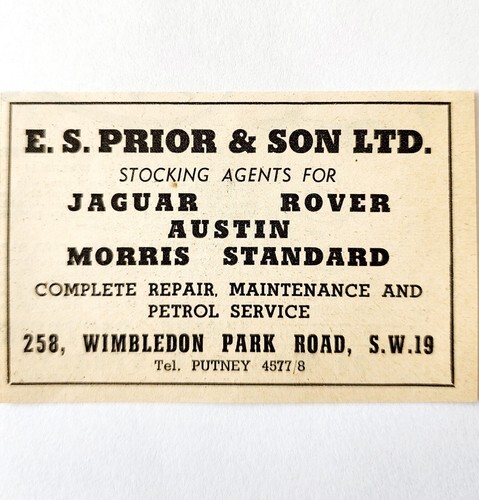 E. S. PRIOR & SON LTD.
STOCKING AGENTS FOR
JAGUAR ROVER
AUSTIN
MORRIS STANDARD
COMPLETE REPAIR, MAINTENANCE AND
PETROL SERVICE
258, WIMBLEDON PARK ROAD, S.W.19
Tel. PUTNEY 4577/8